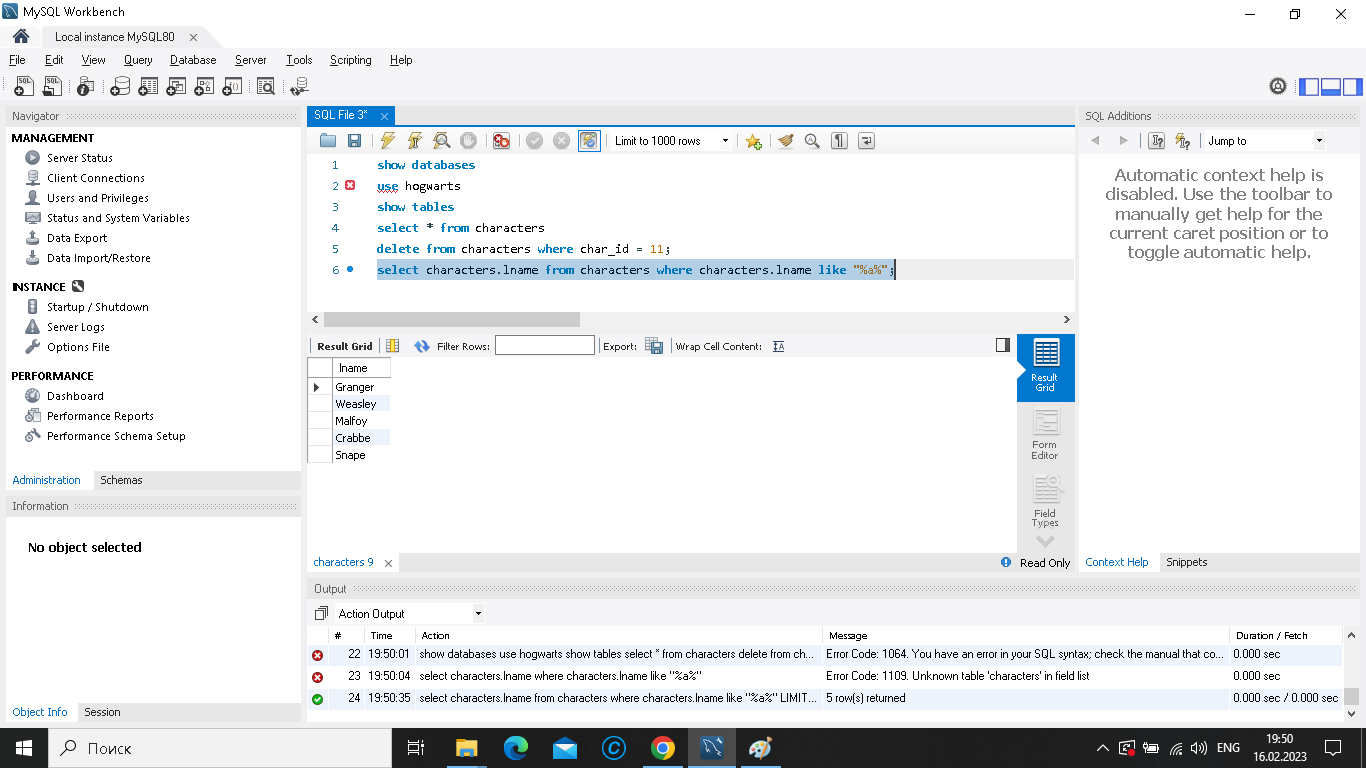 MySQL Workbench
Local instance MySQL80
File Edit View Query Database Server Tools Scripting Help
Navigator
MANAGEMENT
Server Status
Client Connections
Users and Privileges
Status and System Variables
Data Export
Data Import/Restore
INSTANCE
Startup / Shutdown
Server Logs
Options File
PERFORMANCE
Dashboard
Performance Reports
Performance Schema Setup
Administration Schemas
Information
No object selected
Object Info Session
SQL File 3*
Limit to 1000 rows
1 show databases
2 use hogwarts
3 show tables
4 select * from characters
5 delete from characters where char_id = 11;
6 select characters.lname from characters where characters.lname like "%a%";
Result Grid Filter Rows: Export: Wrap Cell Content:
lname
Granger
Weasley
Malfoy
Crabbe
Snape
Result
Grid
Form
Editor
Field
Types
characters 9
Read Only
SQL Additions
Jump to
Automatic context help is
disabled. Use the toolbar to
manually get help for the
current caret position or to
toggle automatic help.
Context Help Snippets
Output
Action Output
# Time Action Message Duration / Fetch
22 19:50:01 show databases use hogwarts show tables select * from characters delete from ch... Error Code: 1064. You have an error in your SQL syntax; check the manual that co... 0.000 sec
23 19:50:04 select characters.lname where characters.lname like "%a%" Error Code: 1109. Unknown table 'characters' in field list 0.000 sec
24 19:50:35 select characters.lname from characters where characters.lname like "%a%" LIMIT... 5 row(s) returned 0.000 sec / 0.000 sec
Поиск
ENG
19:50
16.02.2023